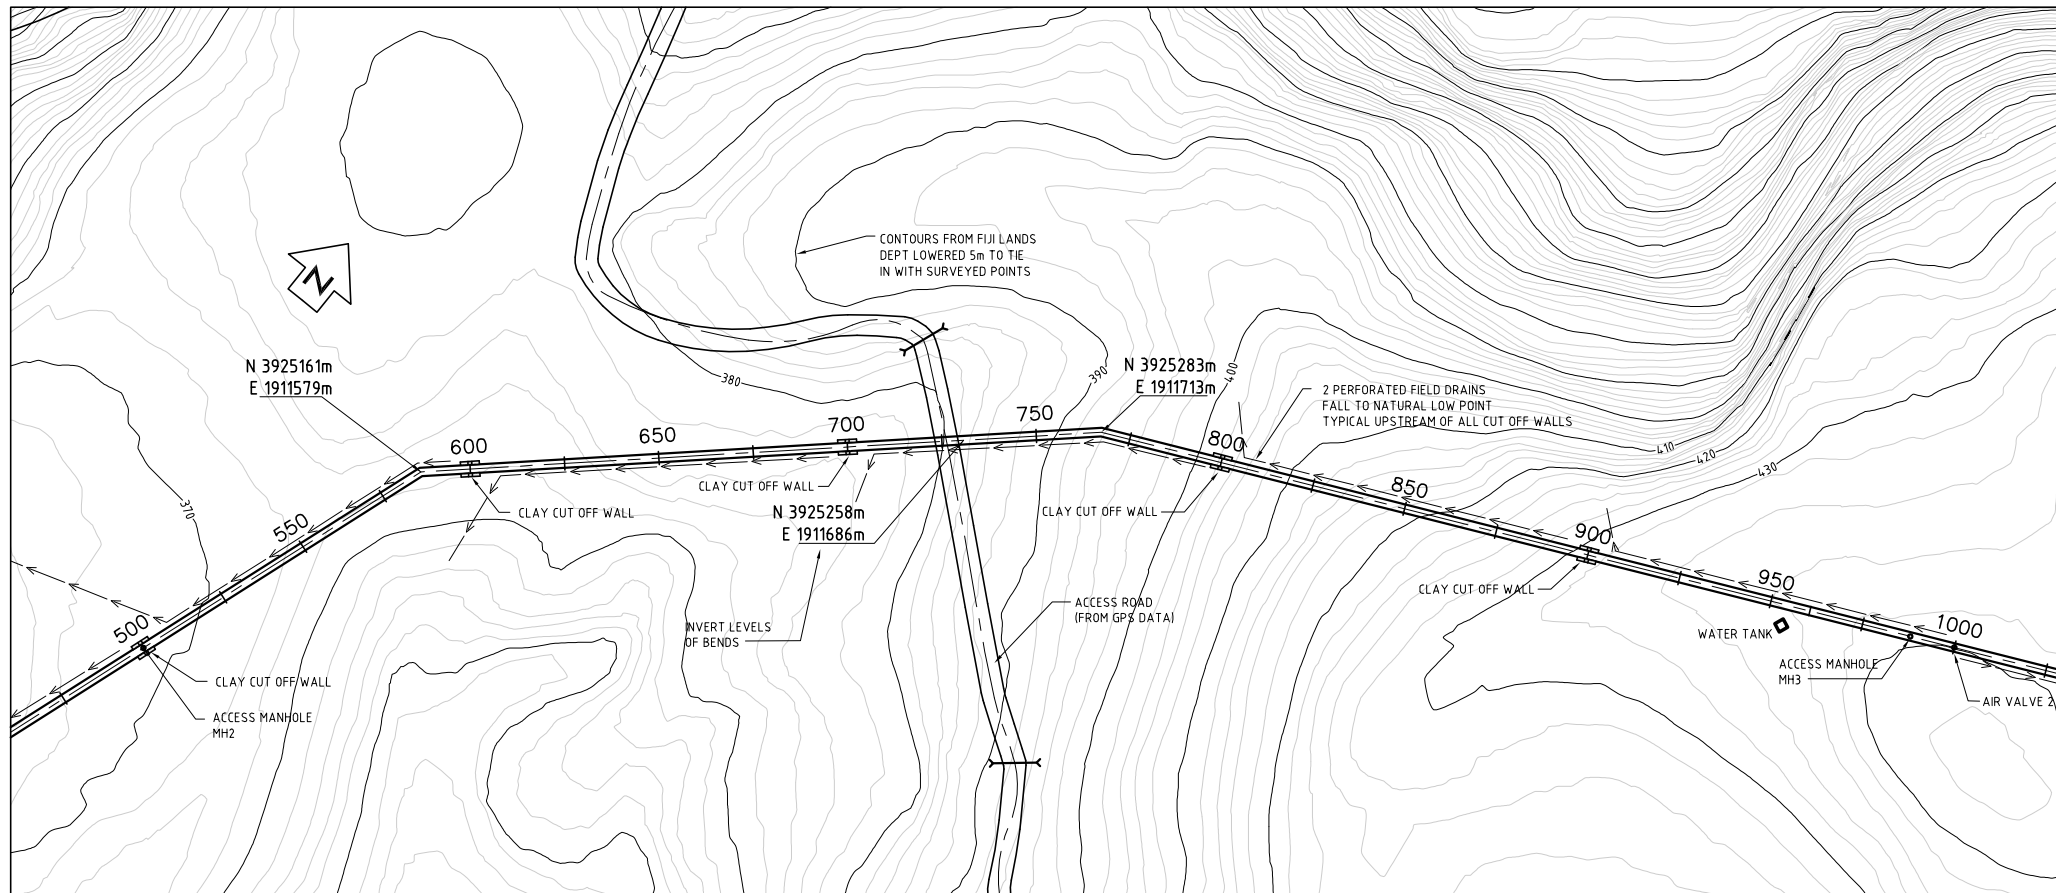 CONTOURS FROM FIJI LANDS
DEPT LOWERED 5m TO TIE
IN WITH SURVEYED POINTS
N
N 3925161m
E 1911579m
380
390
N 3925283m
E 1911713m
400
2 PERFORATED FIELD DRAINS
FALL TO NATURAL LOW POINT
TYPICAL UPSTREAM OF ALL CUT OFF WALLS
600
650
700
750
800
850
900
950
1000
410
420
430
370
550
500
CLAY CUT OFF WALL
CLAY CUT OFF WALL
N 3925258m
E 1911686m
CLAY CUT OFF WALL
CLAY CUT OFF WALL
ACCESS ROAD
(FROM GPS DATA)
NVERT LEVELS
OF BENDS
WATER TANK
ACCESS MANHOLE
MH3
AIR VALVE 2
CLAY CUT OFF WALL
ACCESS MANHOLE
MH2